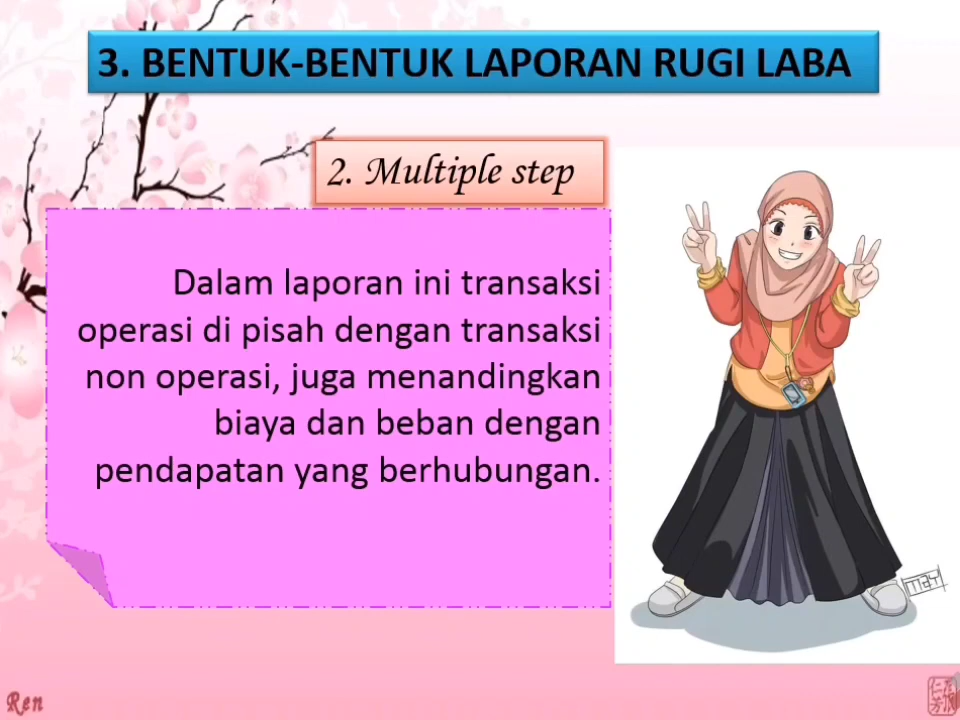 3. BENTUK-BENTUK LAPORAN RUGI LABA
2. Multiple step
Dalam laporan ini transaksi
operasi di pisah dengan transaksi
non operasi, juga menandingkan
biaya dan beban dengan
pendapatan yang berhubungan.
Ren